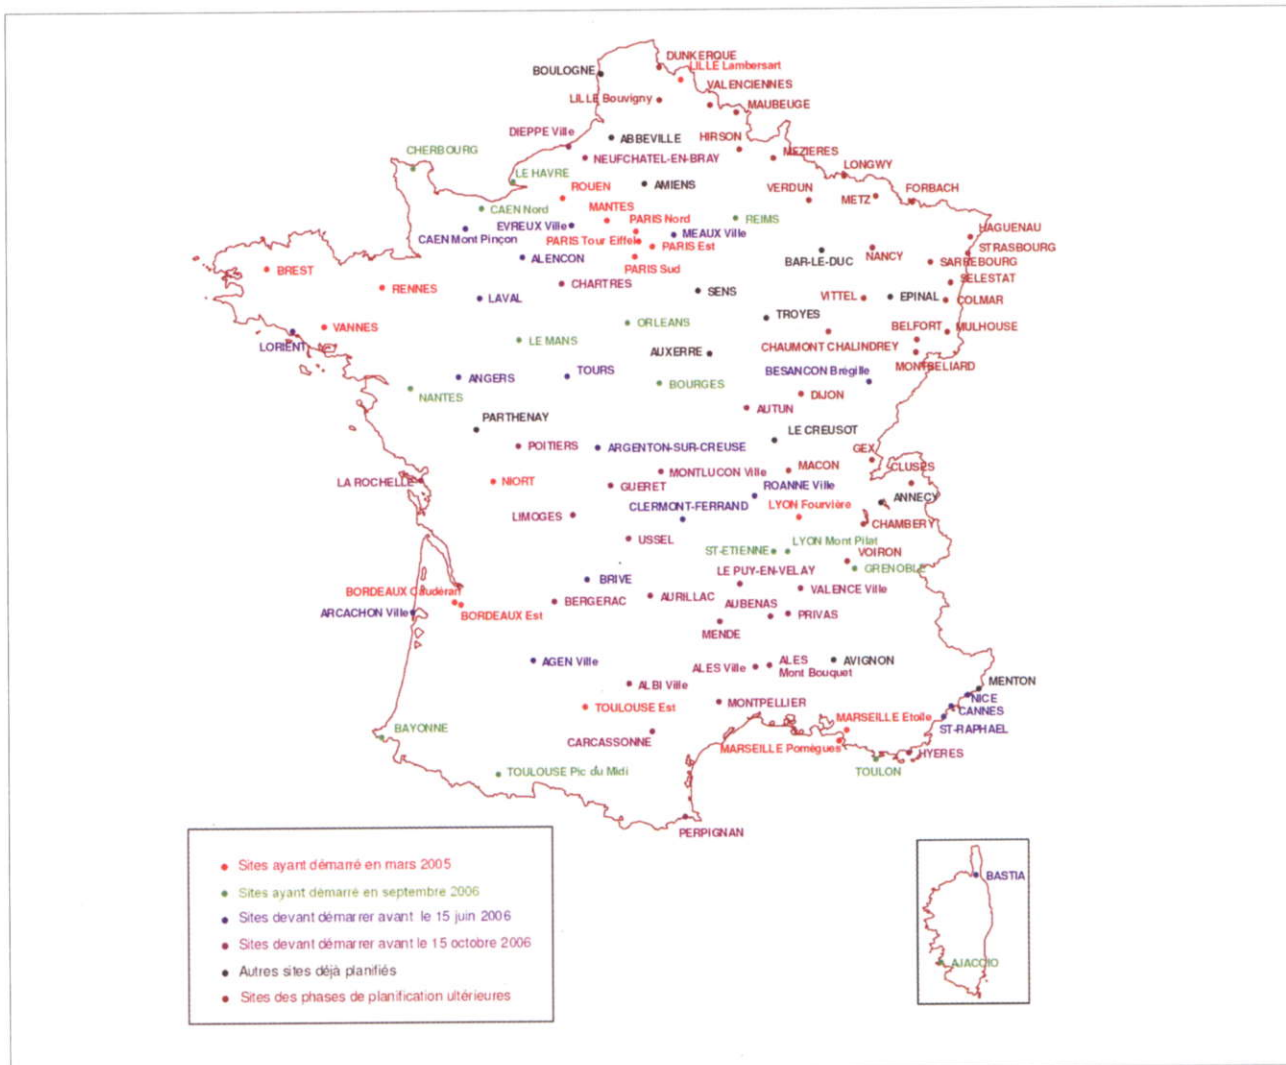 DUNKERQUE
LILLE Lambersart
BOULOGNE
VALENCIENNES
LILLE Bouvigny
MAUBEUGE
DIEPPE Ville
ABBEVILLE
HIRSON
CHERBOURG
NEUFCHATEL-EN-BRAY
MEZIERES
LONGWY
LE HAVRE
ROUEN
AMIENS
VERDUN
METZ
FORBACH
CAEN Nord
MANTES
EVREUX Ville
PARIS Nord
REIMS
CAEN Mont Pinçon
PARIS Tour Eiffel
MEAUX Ville
HAGUENAU
PARIS Est
STRASBOURG
ALENCON
BAR-LE-DUC
NANCY
SARREBOURG
BREST
PARIS Sud
SELESTAT
RENNES
CHARTRES
LAVAL
SENS
VITTEL
EPINAL
COLMAR
VANNES
ORLEANS
TROYES
LORIENT
LE MANS
BELFORT
MULHOUSE
AUXERRE
CHAUMONT CHALINDREY
MONTBELIARD
ANGERS
TOURS
BOURGES
BESANCON Brégille
NANTES
DIJON
AUTUN
PARTHENAY
LE CREUSOT
POITIERS
ARGENTON-SUR-CREUSE
GEX
MONTLUCON Ville
MACON
CLUSES
LA ROCHELLE
NIORT
GUERET
ROANNE Ville
ANNECY
LIMOGES
CLERMONT-FERRAND
LYON Fourvière
CHAMBERY
USSEL
ST-ETIENNE
LYON Mont Pilat
VOIRON
LE PUY-EN-VELAY
GRENOBLE
BRIVE
BORDEAUX Caudéran
BERGERAC
AURILLAC
VALENCE Ville
ARCACHON Ville
BORDEAUX Est
AUBENAS
PRIVAS
MENDE
AGEN Ville
ALES Ville
ALES
Mont Bouquet
AVIGNON
ALBI Ville
MENTON
NICE
TOULOUSE Est
MONTPELLIER
CANNES
BAYONNE
MARSEILLE Etoile
ST-RAPHAEL
CARCASSONNE
MARSEILLE Pomègues
HYERES
TOULOUSE Pic du Midi
TOULON
PERPIGNAN
Sites ayant démarré en mars 2005
Sites ayant démarré en septembre 2006
Sites devant démarrer avant le 15 juin 2006
Sites devant démarrer avant le 15 octobre 2006
Autres sites déjà planifiés
Sites des phases de planification ultérieures
BASTIA
AJACCIO